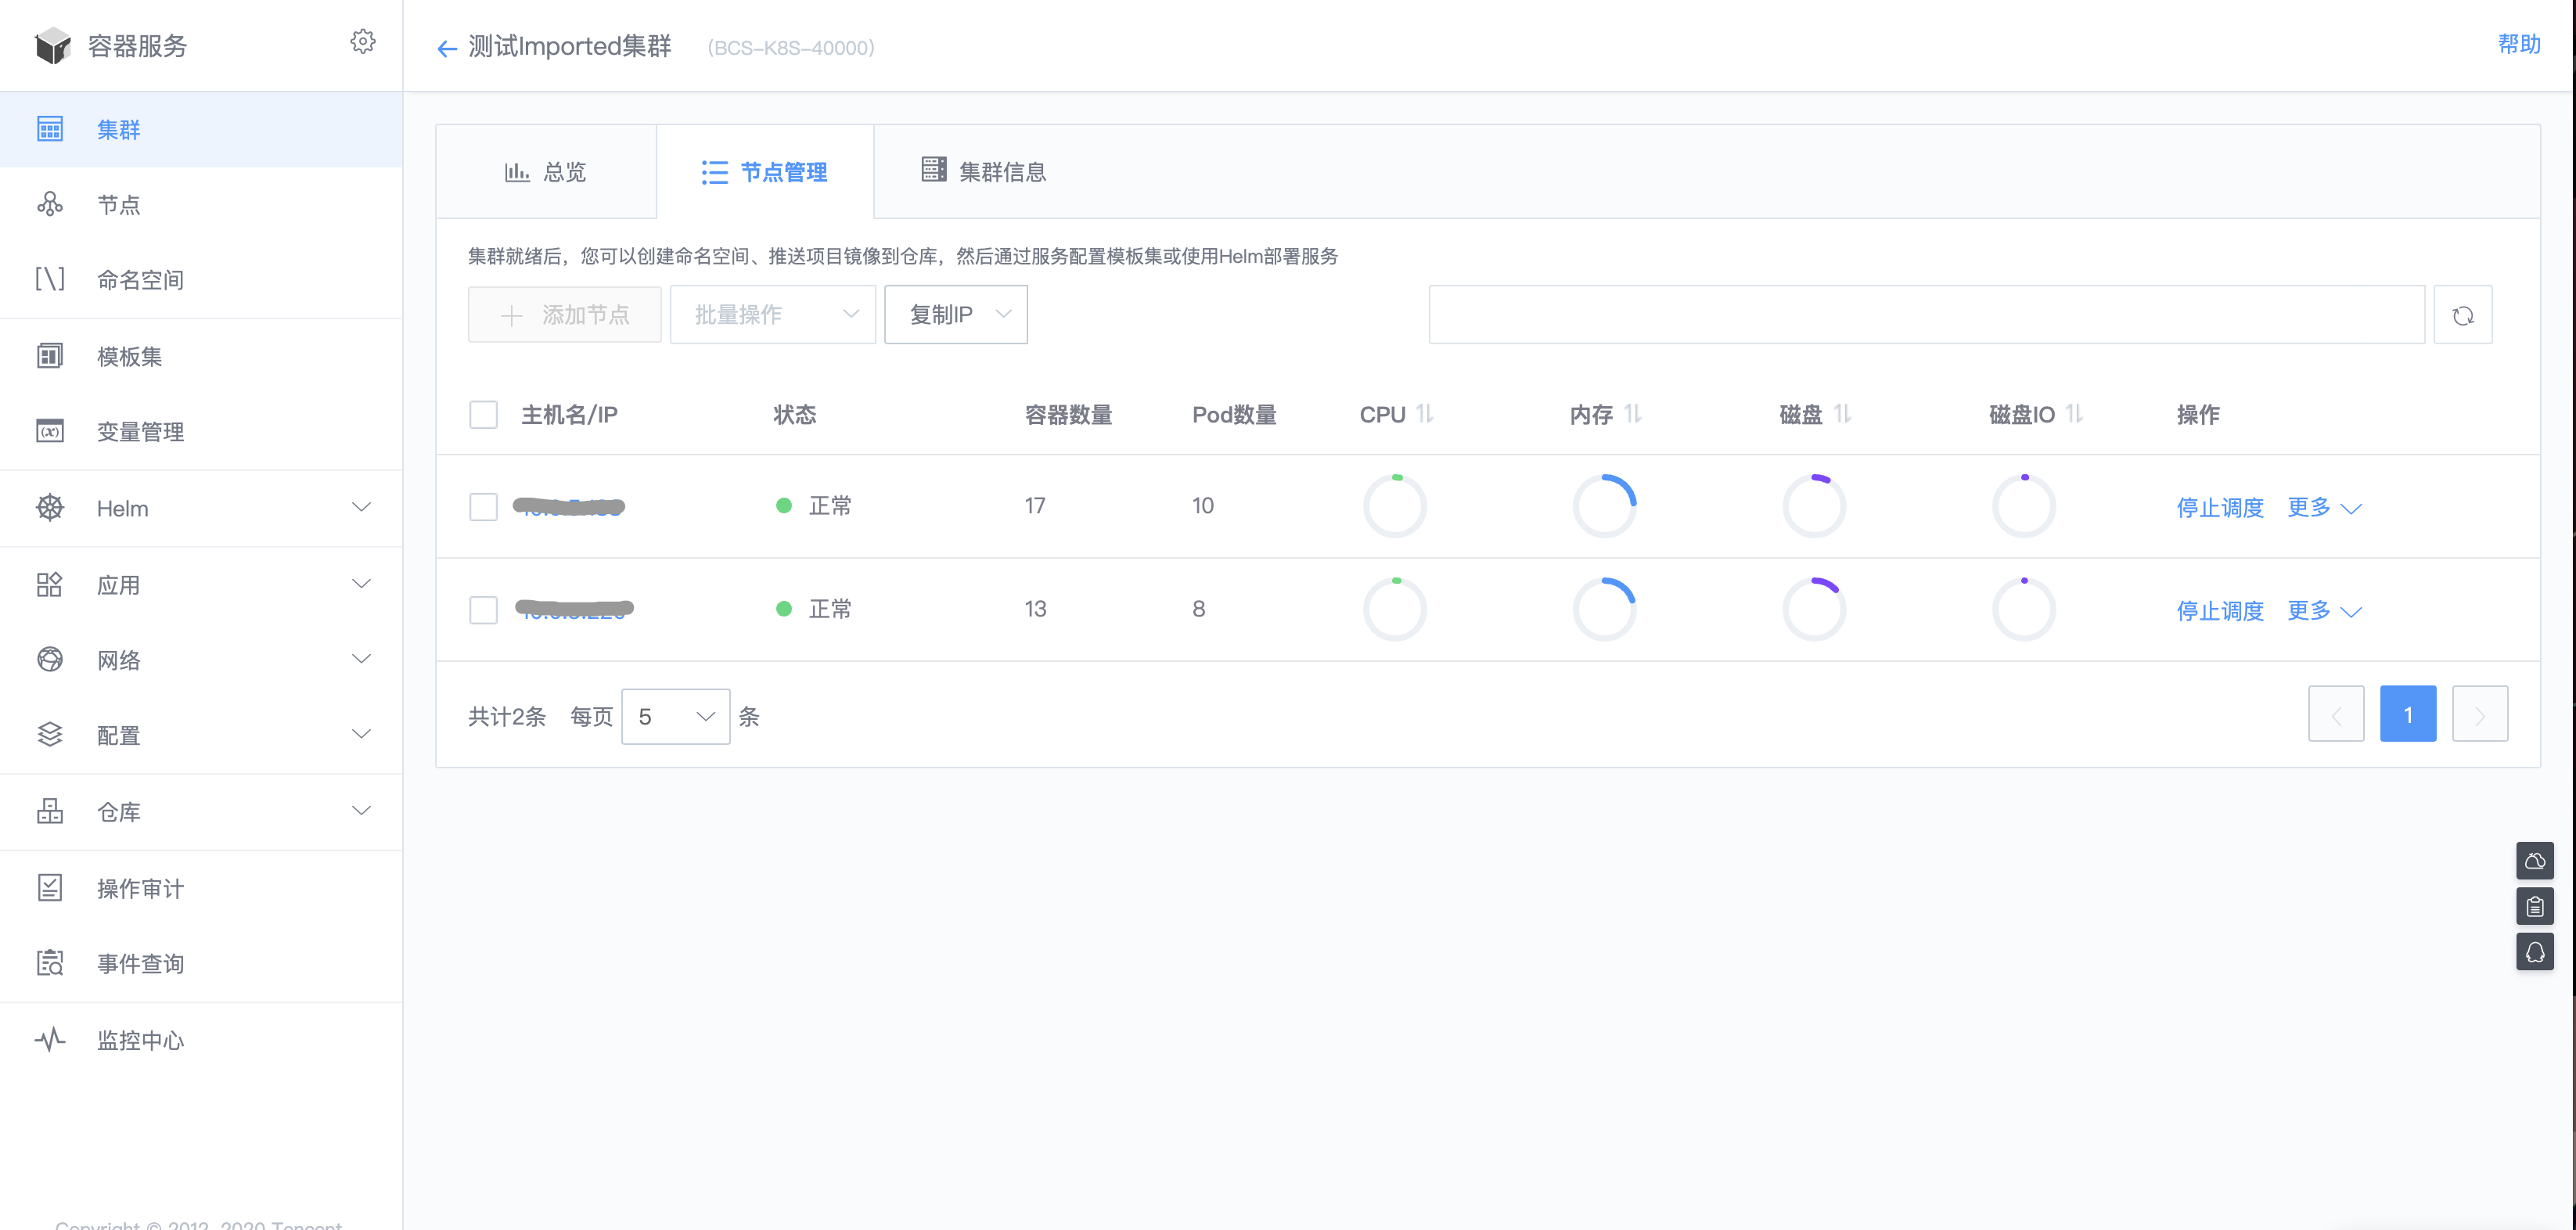 容器服务
测试Imported集群 (BCS-K8S-40000)
帮助
集群
节点
命名空间
模板集
变量管理
Helm
应用
网络
配置
仓库
操作审计
事件查询
监控中心
总览 节点管理 集群信息
集群就绪后，您可以创建命名空间、推送项目镜像到仓库，然后通过服务配置模板集或使用Helm部署服务
添加节点 批量操作 复制IP
主机名/IP 状态 容器数量 Pod数量 CPU 内存 磁盘 磁盘IO 操作
正常 17 10 停止调度 更多
正常 13 8 停止调度 更多
共计2条 每页 5 条
1
Copyright © 2012-2020 Tencent